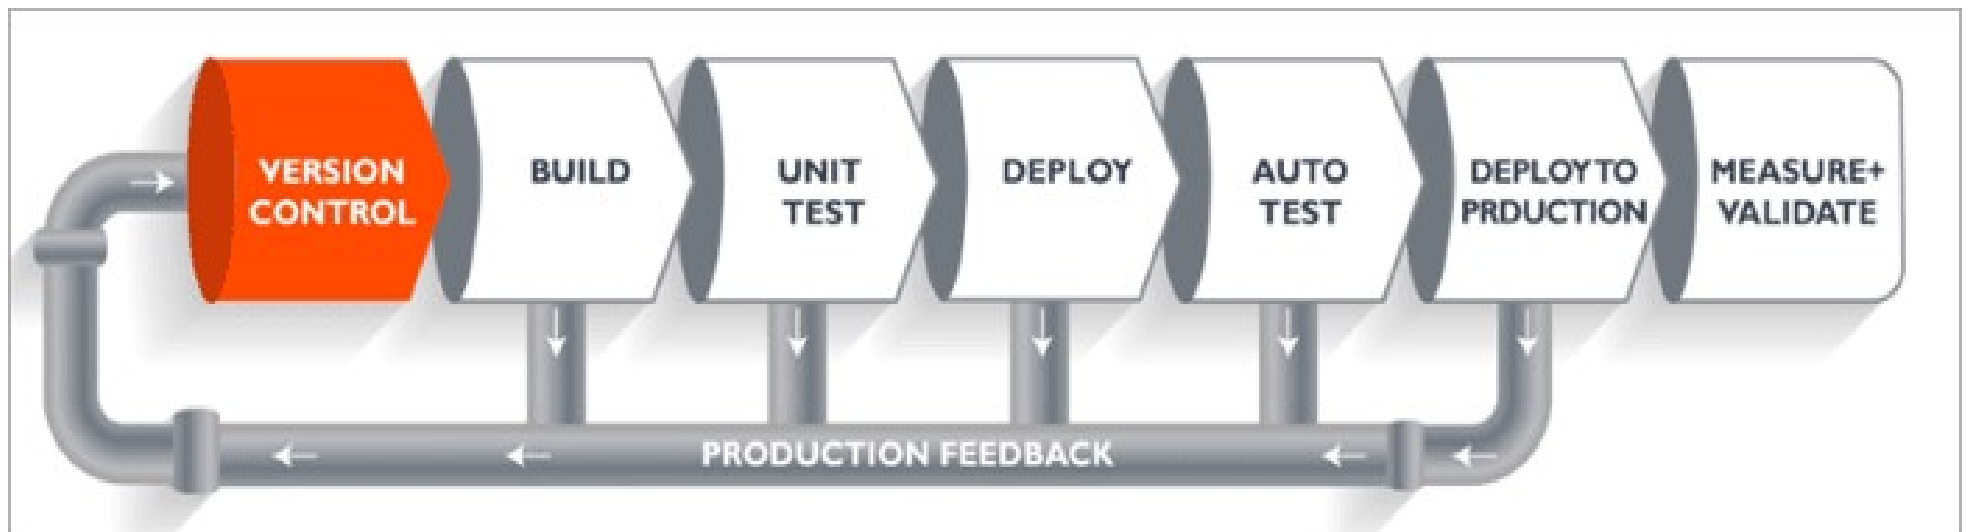 VERSION
CONTROL
BUILD
UNIT
TEST
DEPLOY
AUTO
TEST
DEPLOY TO
PRDUCTION
MEASURE+
VALIDATE
PRODUCTION FEEDBACK